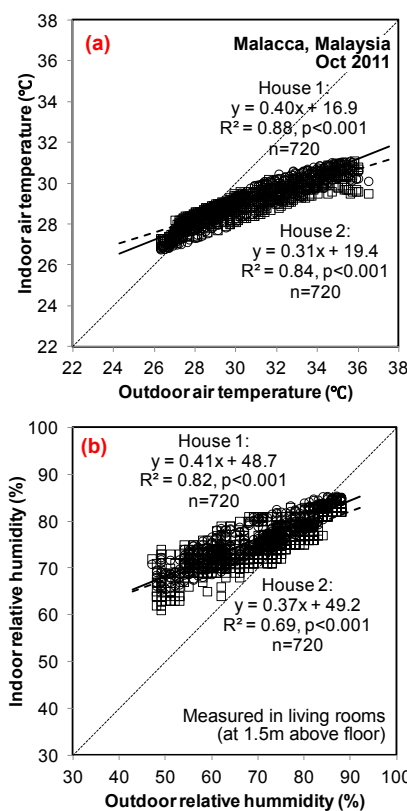 (a)
Malacca, Malaysia
Oct 2011
House 1:
y = 0.40x + 16.9
R² = 0.88, p<0.001
n=720
House 2:
y = 0.31x + 19.4
R² = 0.84, p<0.001
n=720
Indoor air temperature (℃)
38
36
34
32
30
28
26
24
22
22 24 26 28 30 32 34 36 38
Outdoor air temperature (℃)
(b)
House 1:
y = 0.41x + 48.7
R² = 0.82, p<0.001
n=720
House 2:
y = 0.37x + 49.2
R² = 0.69, p<0.001
n=720
Measured in living rooms
(at 1.5m above floor)
Indoor relative humidity (%)
100
90
80
70
60
50
40
30
30 40 50 60 70 80 90 100
Outdoor relative hummidity (%)